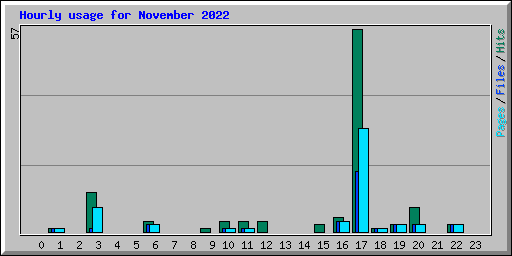 Hourly usage for November 2022
57
Pages/Files/Hits
0 1 2 3 4 5 6 7 8 9 10 11 12 13 14 15 16 17 18 19 20 21 22 23